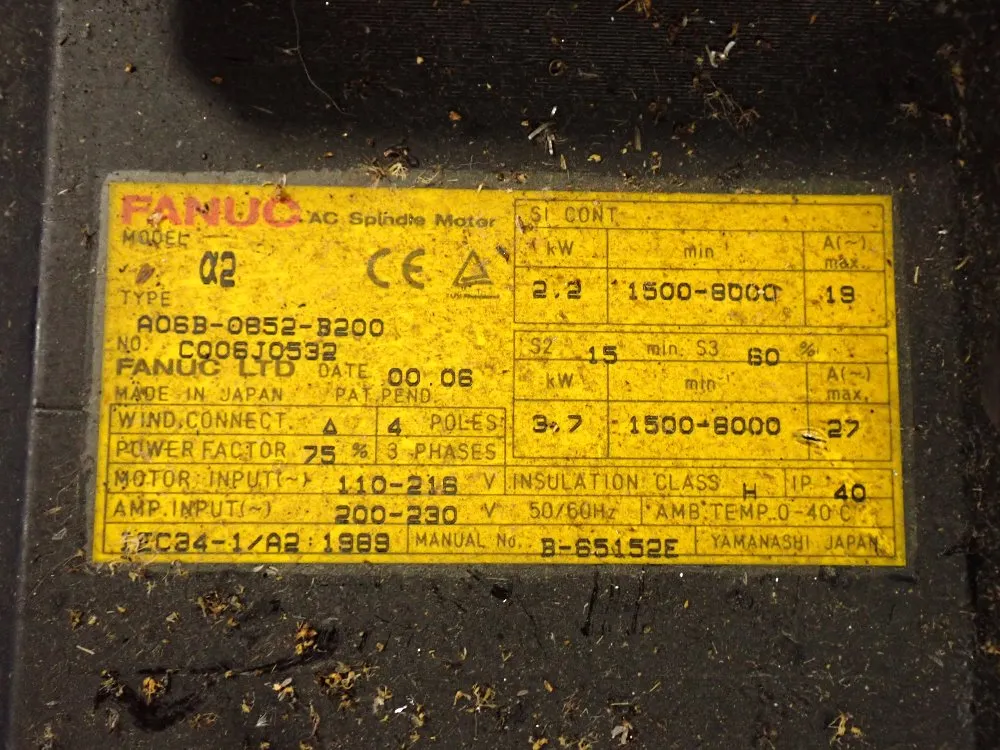 FANUC AC Spindle Motor
MODEL
α2
CE
TYPE
A06B-0852-B200
NO. C006J0532
FANUC LTD DATE 00.06
MADE IN JAPAN PAT.PEND.
WIND.CONNECT. Δ 4 POLES
POWER FACTOR 75 % 3 PHASES
S1 CONT.
kW min⁻¹ A(~) max.
2.2 1500-8000 19
S2 15 min S3 60 %
kW min⁻¹ A(~) max.
3.7 1500-8000 27
MOTOR INPUT(~) 110-216 V INSULATION CLASS H IP 40
AMP.INPUT(~) 200-230 V 50/60Hz AMB.TEMP.0-40°C
IEC34-1/A2:1989 MANUAL No. B-65152E YAMANASHI JAPAN